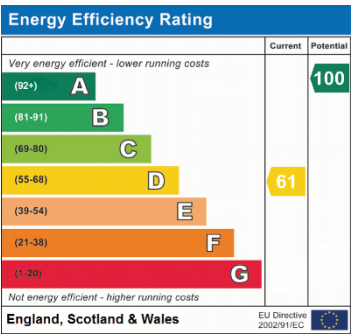 Energy Efficiency Rating
Current Potential
Very energy efficient - lower running costs
(92+) A 100
(81-91) B
(69-80) C
(55-68) D 61
(39-54) E
(21-38) F
(1-20) G
Not energy efficient - higher running costs
England, Scotland & Wales
EU Directive
2002/91/EC